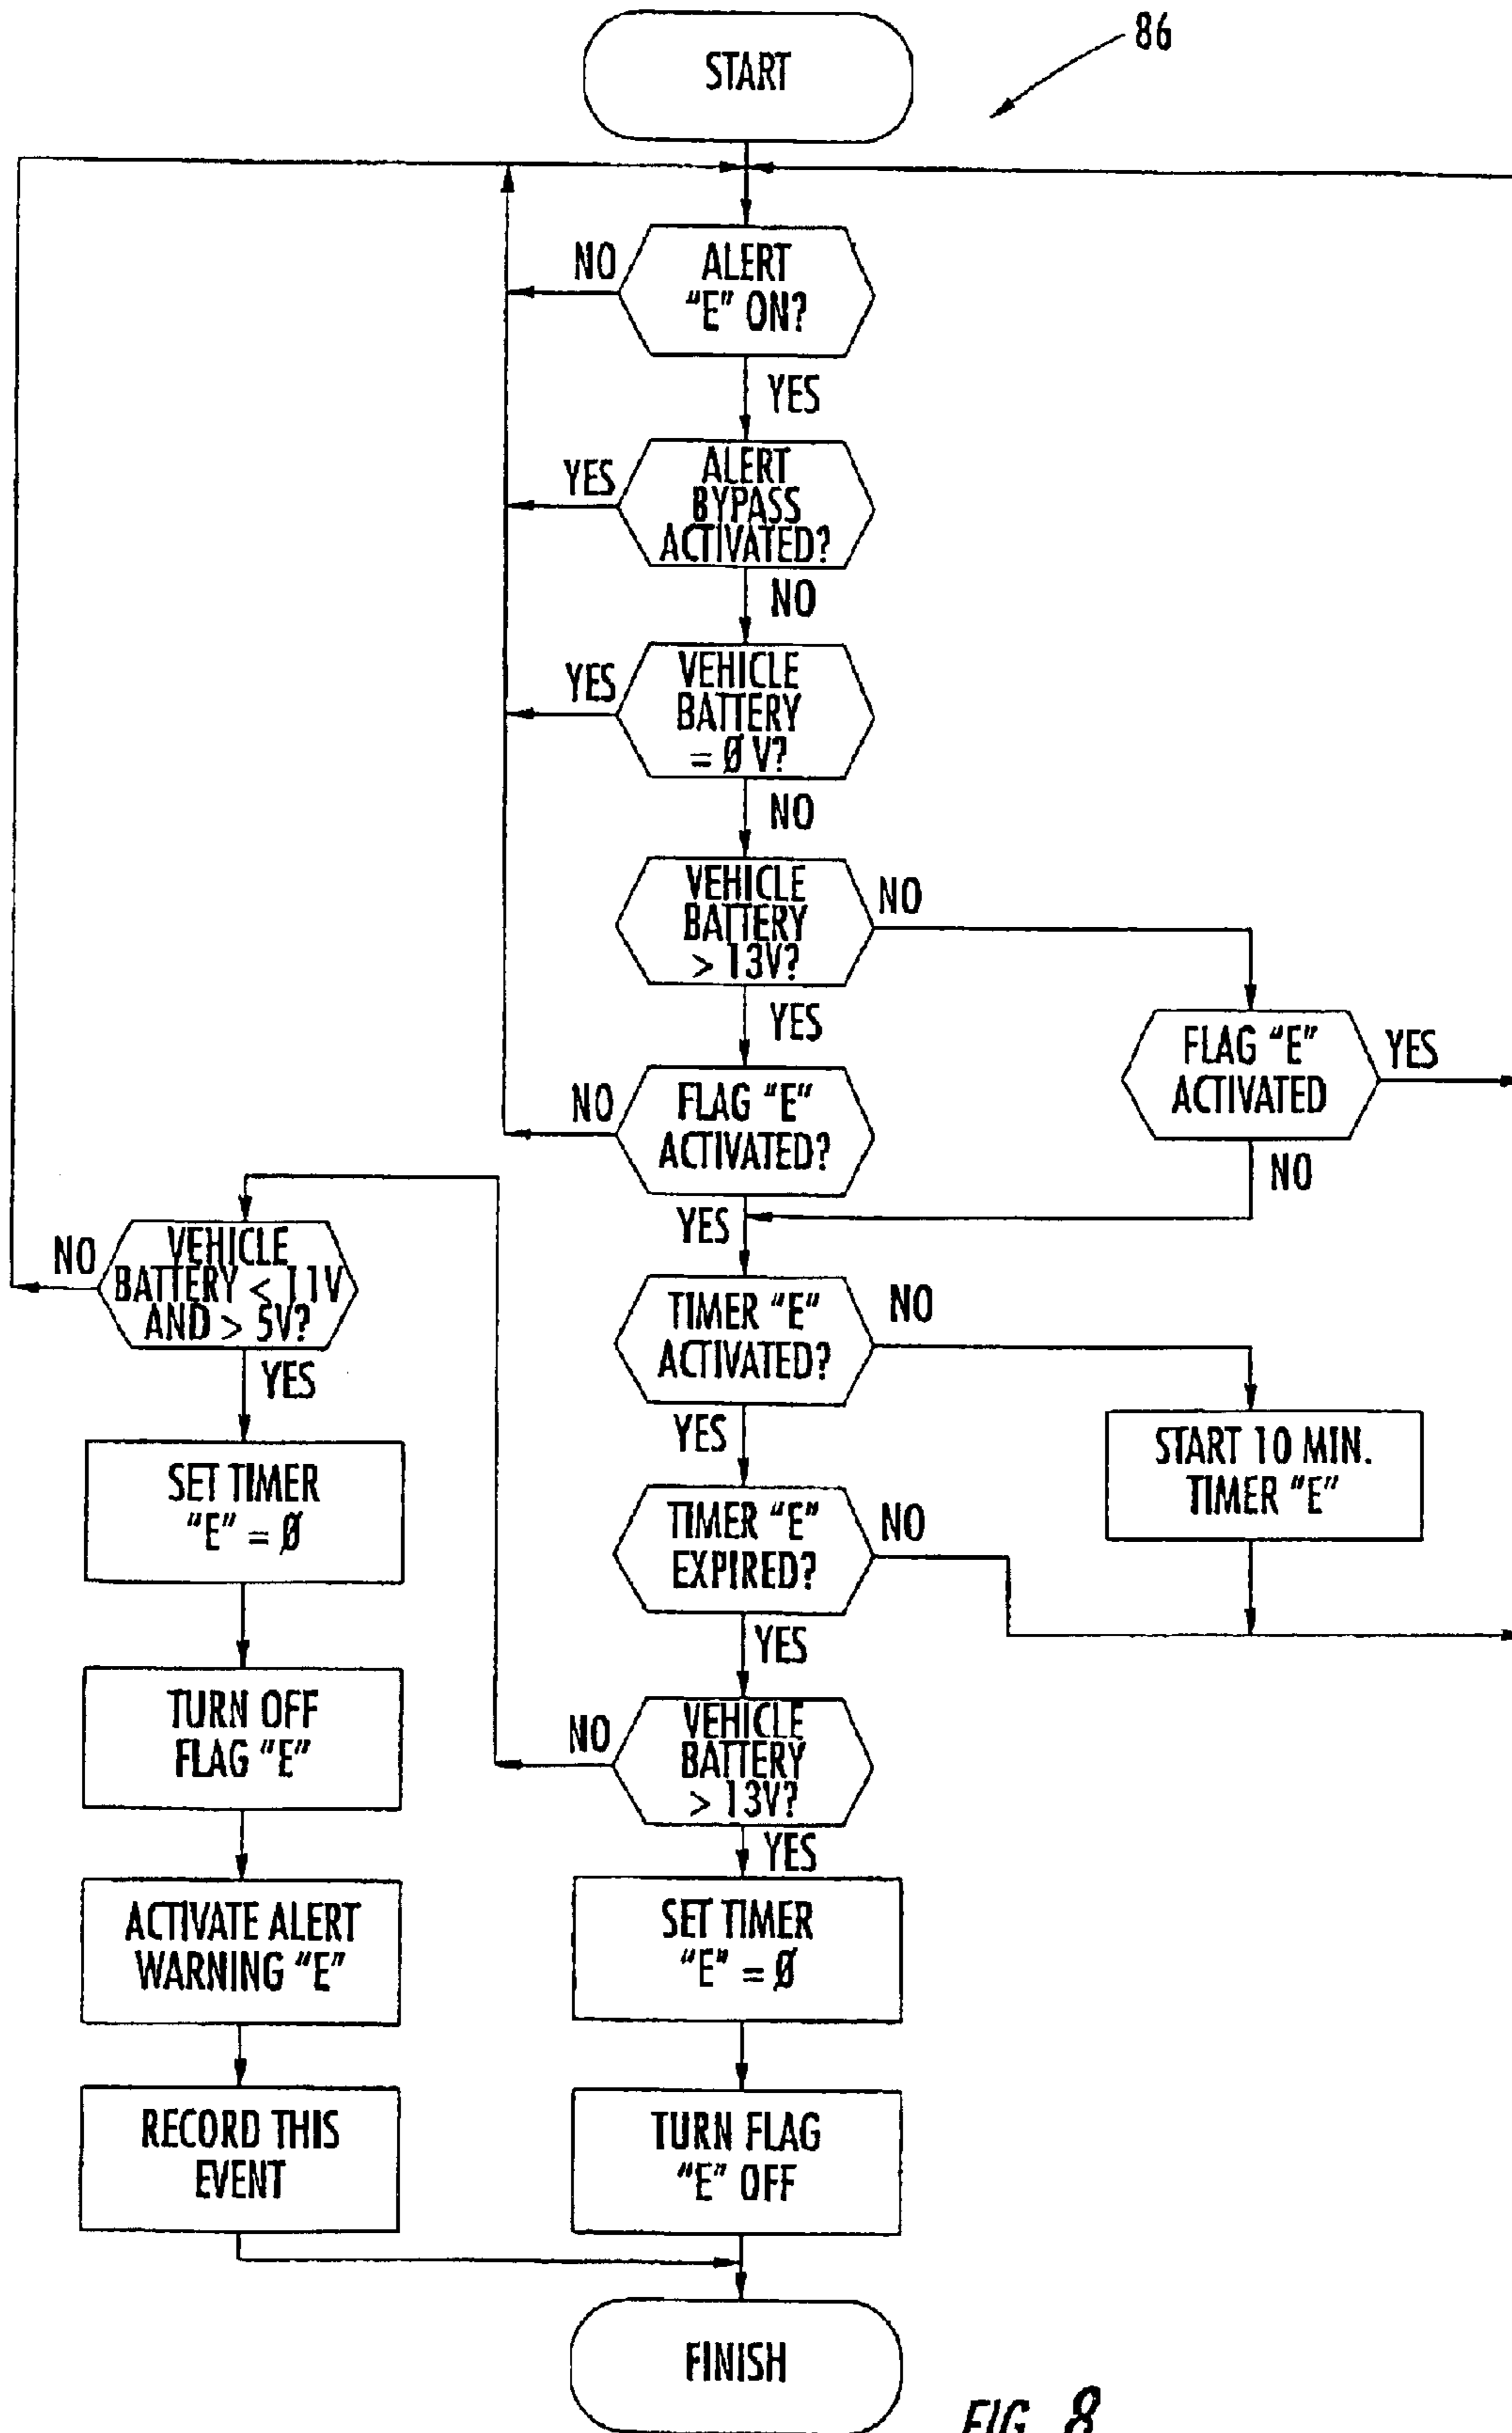 86
START
ALERT
"E" ON?
NO
YES
ALERT
BYPASS
ACTIVATED?
YES
NO
VEHICLE
BATTERY
= Ø V?
YES
NO
VEHICLE
BATTERY
> 13V?
NO
YES
FLAG "E"
ACTIVATED
YES
NO
FLAG "E"
ACTIVATED?
NO
YES
TIMER "E"
ACTIVATED?
NO
YES
START 10 MIN.
TIMER "E"
TIMER "E"
EXPIRED?
NO
YES
VEHICLE
BATTERY
> 13V?
NO
YES
SET TIMER
"E" = Ø
TURN FLAG
"E" OFF
VEHICLE
BATTERY < 11V
AND > 5V?
NO
YES
SET TIMER
"E" = Ø
TURN OFF
FLAG "E"
ACTIVATE ALERT
WARNING "E"
RECORD THIS
EVENT
FINISH
FIG. 8